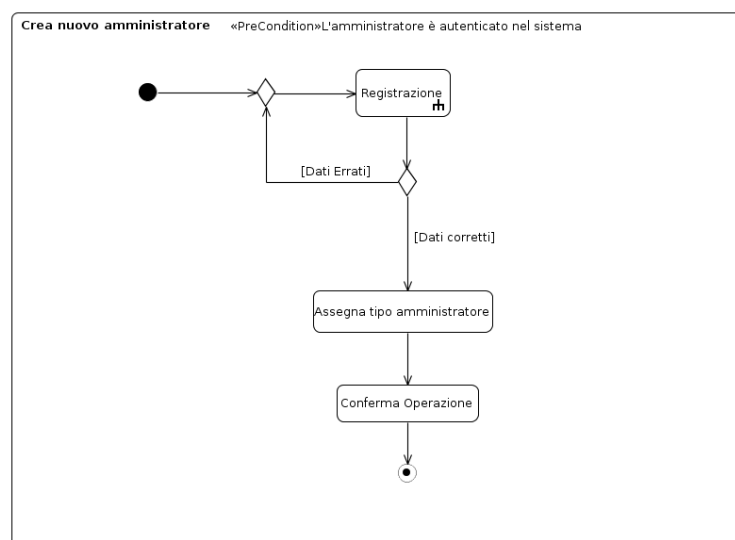 Crea nuovo amministratore «PreCondition»L'amministratore è autenticato nel sistema
Registrazione
[Dati Errati]
[Dati corretti]
Assegna tipo amministratore
Conferma Operazione